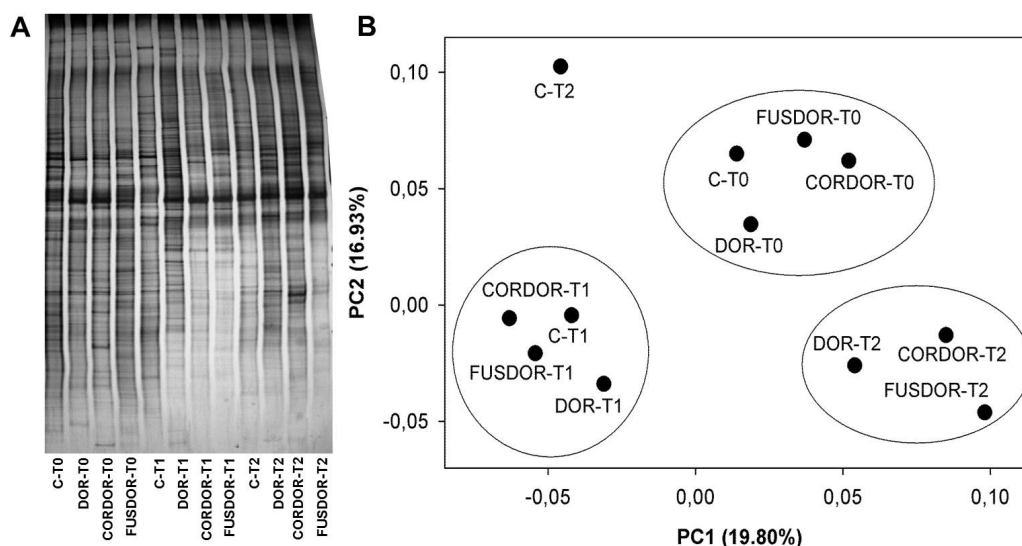 A
C-T0
DOR-T0
CORDOR-T0
FUSDOR-T0
C-T1
DOR-T1
CORDOR-T1
FUSDOR-T1
C-T2
DOR-T2
CORDOR-T2
FUSDOR-T2
B
0,10
0,05
0,00
-0,05
PC2 (16.93%)
C-T2
FUSDOR-T0
C-T0
CORDOR-T0
DOR-T0
CORDOR-T1
C-T1
FUSDOR-T1
DOR-T1
DOR-T2
CORDOR-T2
FUSDOR-T2
-0,05
0,00
0,05
0,10
PC1 (19.80%)